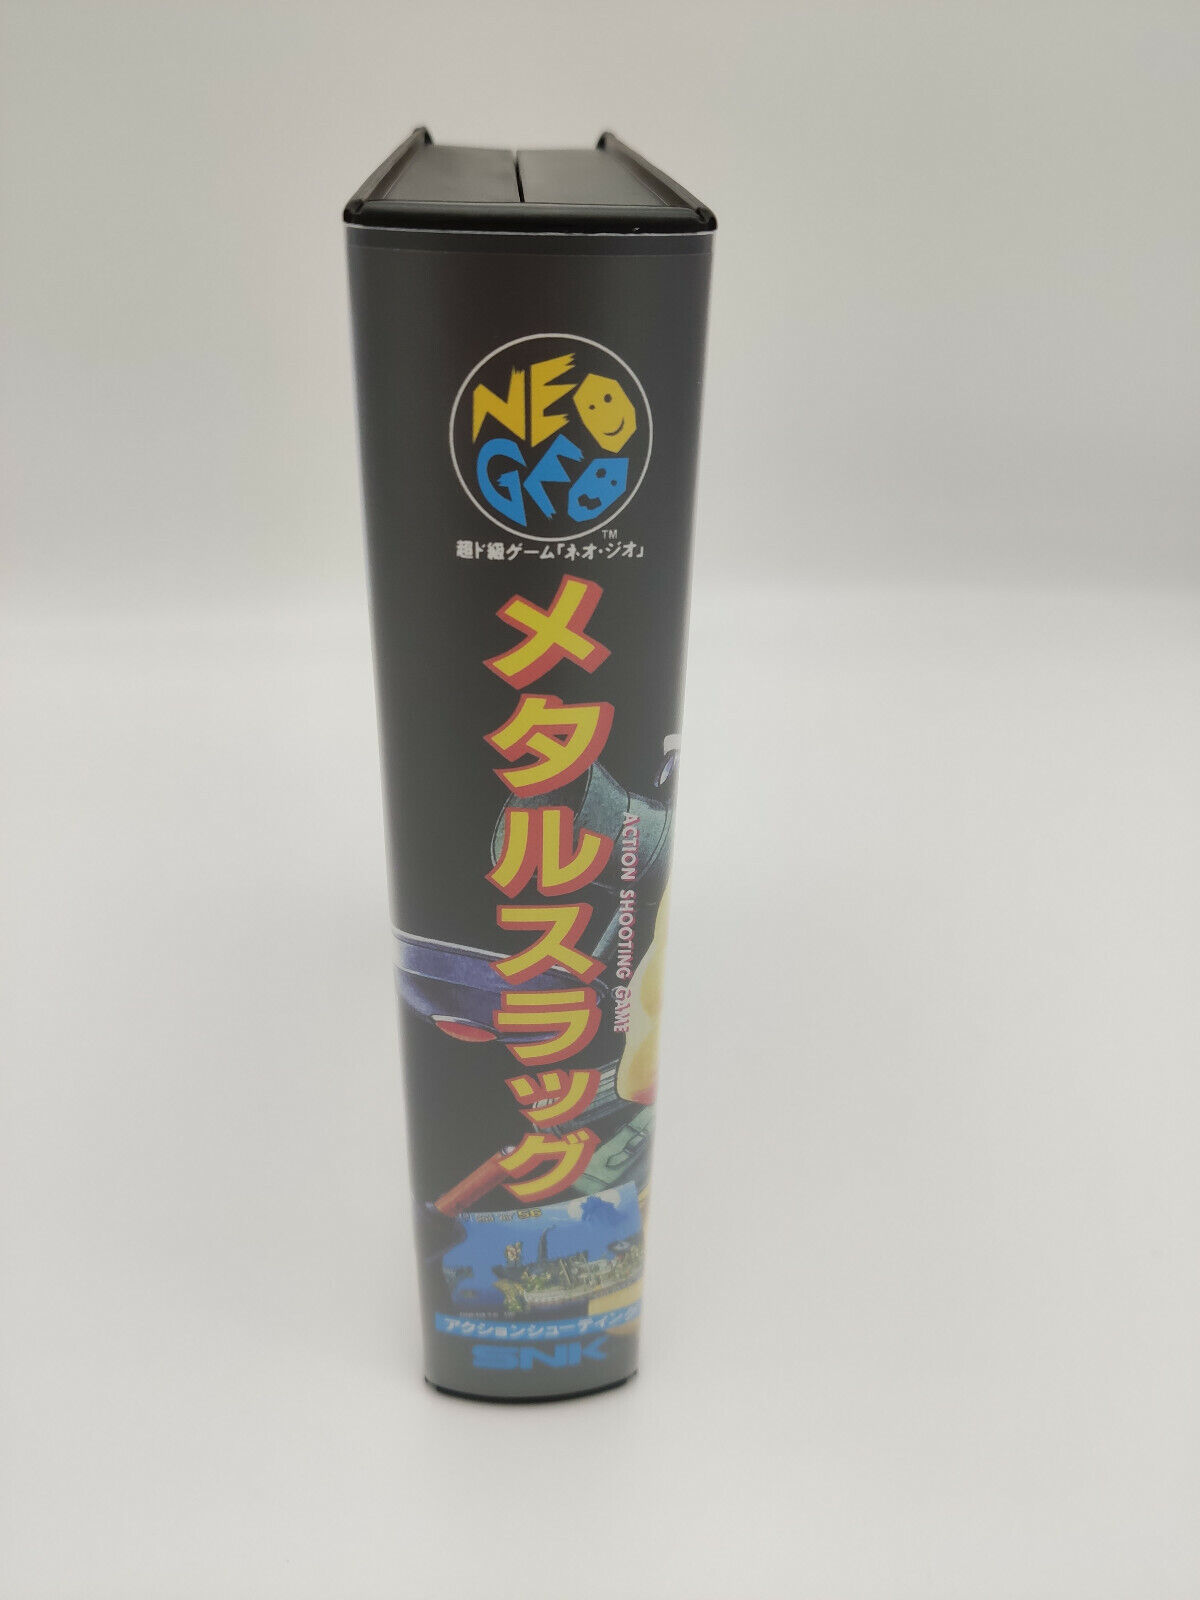 NEO
GEO
TM
超ド級ゲーム「ネオ・ジオ」
メタルスラッグ
ACTION SHOOTING GAME
アクションシューティング
SNK